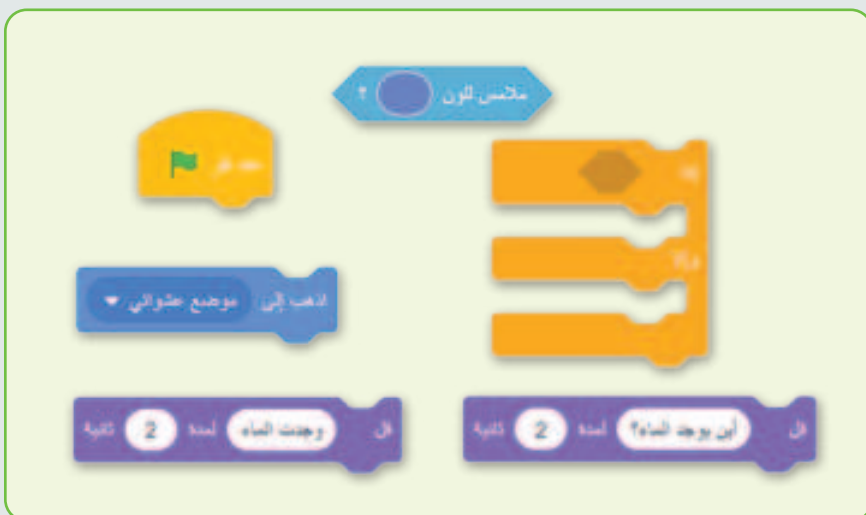 ملامس للون ؟
عند نقر
إذا
وإلا
اذهب إلى موضع عشوائي
قل أين يوجد الماء؟ لمدة 2 ثانية
قل وجدت الماء لمدة 2 ثانية